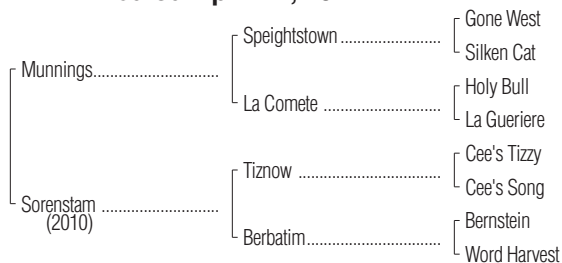 Gone West
Speightstown
Silken Cat
Munnings
Holy Bull
La Comete
La Gueriere
Cee's Tizzy
Tiznow
Cee's Song
Sorenstam
(2010)
Bernstein
Berbatim
Word Harvest